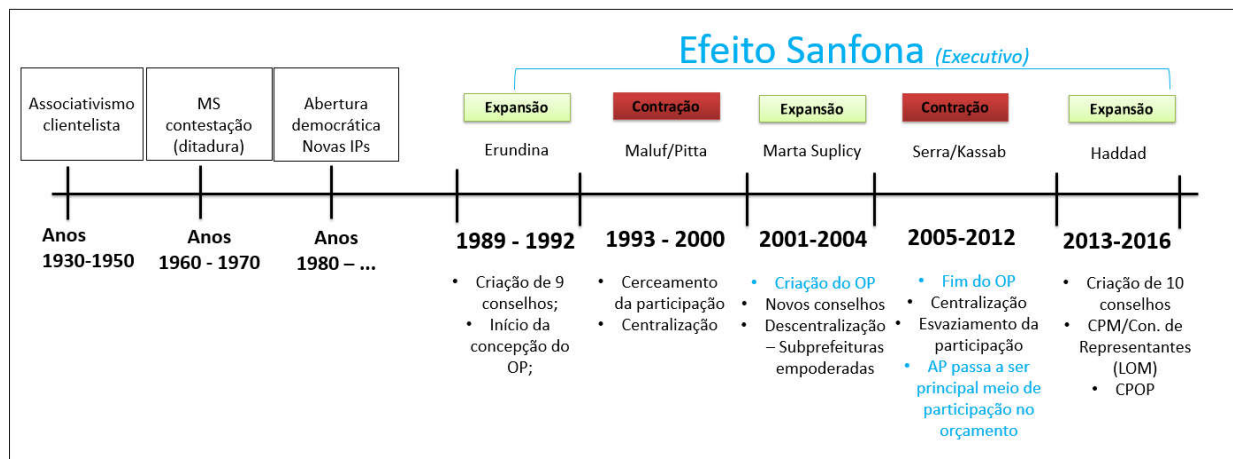 Efeito Sanfona (Executivo)
Associativismo
clientelista
MS
contestação
(ditadura)
Abertura
democrática
Novas IPs
Expansão
Erundina
Contração
Maluf/Pitta
Expansão
Marta Suplicy
Contração
Serra/Kassab
Expansão
Haddad
Anos
1930-1950
Anos
1960 - 1970
Anos
1980 – ...
1989 - 1992
• Criação de 9
conselhos;
• Início da
concepção do
OP;
1993 - 2000
• Cerceamento
da participação
• Centralização
2001-2004
• Criação do OP
• Novos conselhos
• Descentralização
– Subprefeituras
empoderadas
2005-2012
• Fim do OP
• Centralização
• Esvaziamento da
participação
• AP passa a ser
principal meio de
participação no
orçamento
2013-2016
• Criação de 10
conselhos
• CPM/Con. de
Representantes
(LOM)
• CPOP